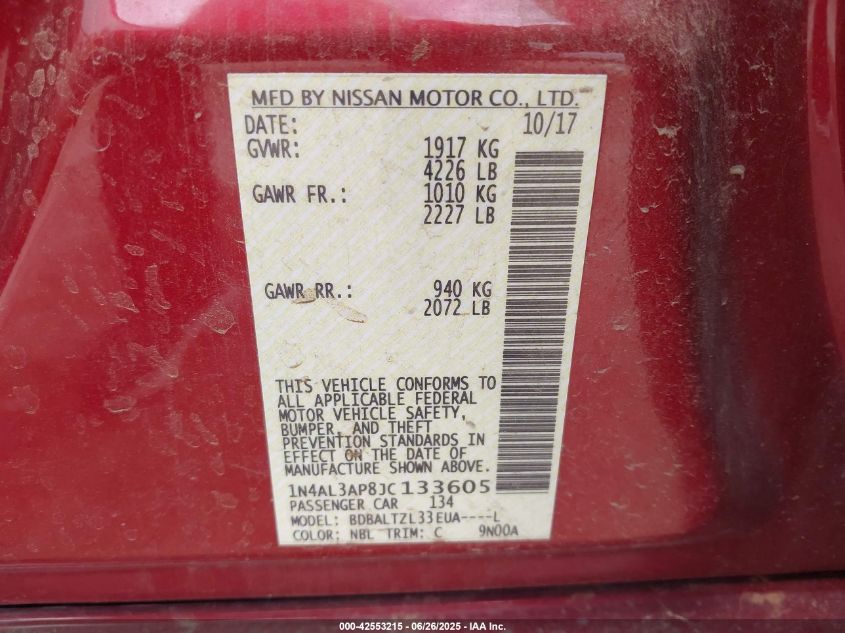 MFD BY NISSAN MOTOR CO., LTD.
DATE: 10/17
GVWR: 1917 KG
4226 LB
GAWR FR.: 1010 KG
2227 LB
GAWR RR.: 940 KG
2072 LB
THIS VEHICLE CONFORMS TO
ALL APPLICABLE FEDERAL
MOTOR VEHICLE SAFETY,
BUMPER, AND THEFT
PREVENTION STANDARDS IN
EFFECT ON THE DATE OF
MANUFACTURE SHOWN ABOVE.
1N4AL3AP8JC133605
PASSENGER CAR 134
MODEL: BDBALTZL33EUA----L
COLOR: NBL TRIM: C 9N00A
000-42553215 - 06/26/2025 - IAA Inc.